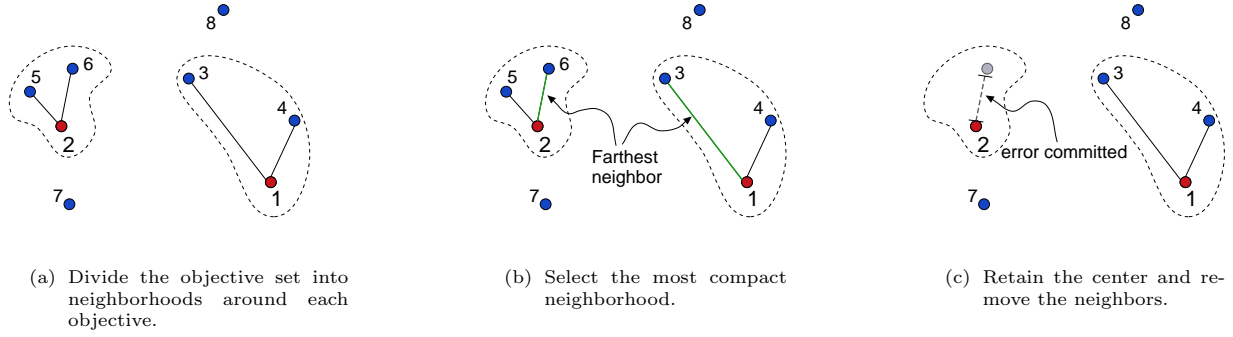 8
5
6
3
4
2
7
1
8
5
6
3
4
2
Farthest
neighbor
7
1
8
3
4
2
error committed
7
1
(a) Divide the objective set into
neighborhoods around each
objective.
(b) Select the most compact
neighborhood.
(c) Retain the center and re-
move the neighbors.